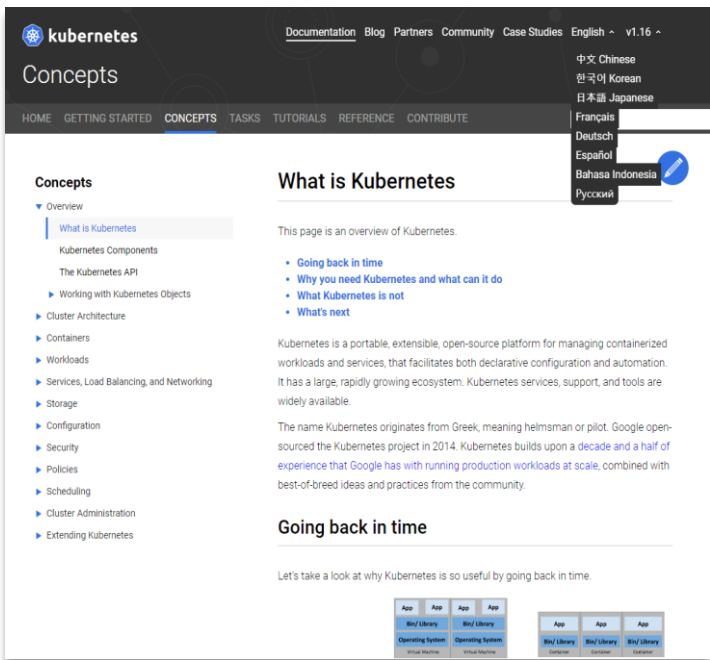 kubernetes
Documentation Blog Partners Community Case Studies English v1.16
中文 Chinese
한국어 Korean
日本語 Japanese
Français
Deutsch
Español
Bahasa Indonesia
Русский
Concepts
HOME GETTING STARTED CONCEPTS TASKS TUTORIALS REFERENCE CONTRIBUTE
Concepts
Overview
What is Kubernetes
Kubernetes Components
The Kubernetes API
Working with Kubernetes Objects
Cluster Architecture
Containers
Workloads
Services, Load Balancing, and Networking
Storage
Configuration
Security
Policies
Scheduling
Cluster Administration
Extending Kubernetes
What is Kubernetes
This page is an overview of Kubernetes.
Going back in time
Why you need Kubernetes and what can it do
What Kubernetes is not
What's next
Kubernetes is a portable, extensible, open-source platform for managing containerized
workloads and services, that facilitates both declarative configuration and automation.
It has a large, rapidly growing ecosystem. Kubernetes services, support, and tools are
widely available.
The name Kubernetes originates from Greek, meaning helmsman or pilot. Google open-
sourced the Kubernetes project in 2014. Kubernetes builds upon a decade and a half of
experience that Google has with running production workloads at scale, combined with
best-of-breed ideas and practices from the community.
Going back in time
Let's take a look at why Kubernetes is so useful by going back in time.
App App App App
Bin/ Library Bin/ Library
Operating System Operating System
Virtual Machine Virtual Machine
App App App
Bin/ Library Bin/ Library Bin/ Library
Container Container Container